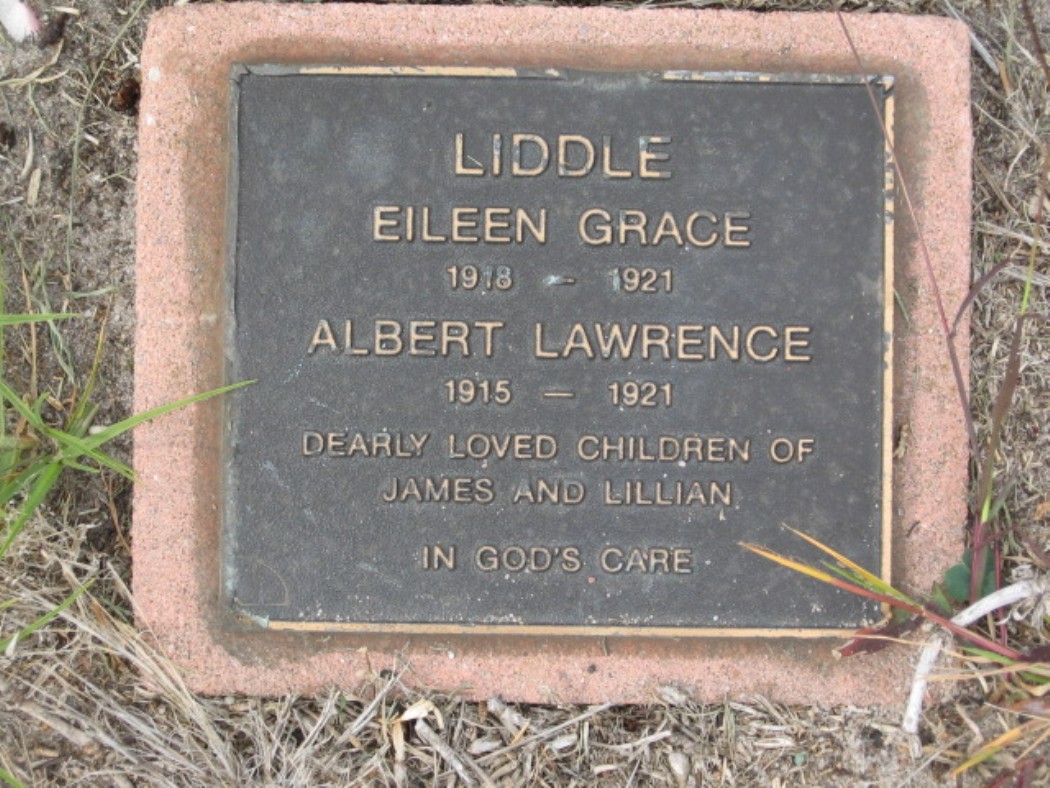 LIDDLE
EILEEN GRACE
1918 - 1921
ALBERT LAWRENCE
1915 — 1921
DEARLY LOVED CHILDREN OF
JAMES AND LILLIAN
IN GOD'S CARE